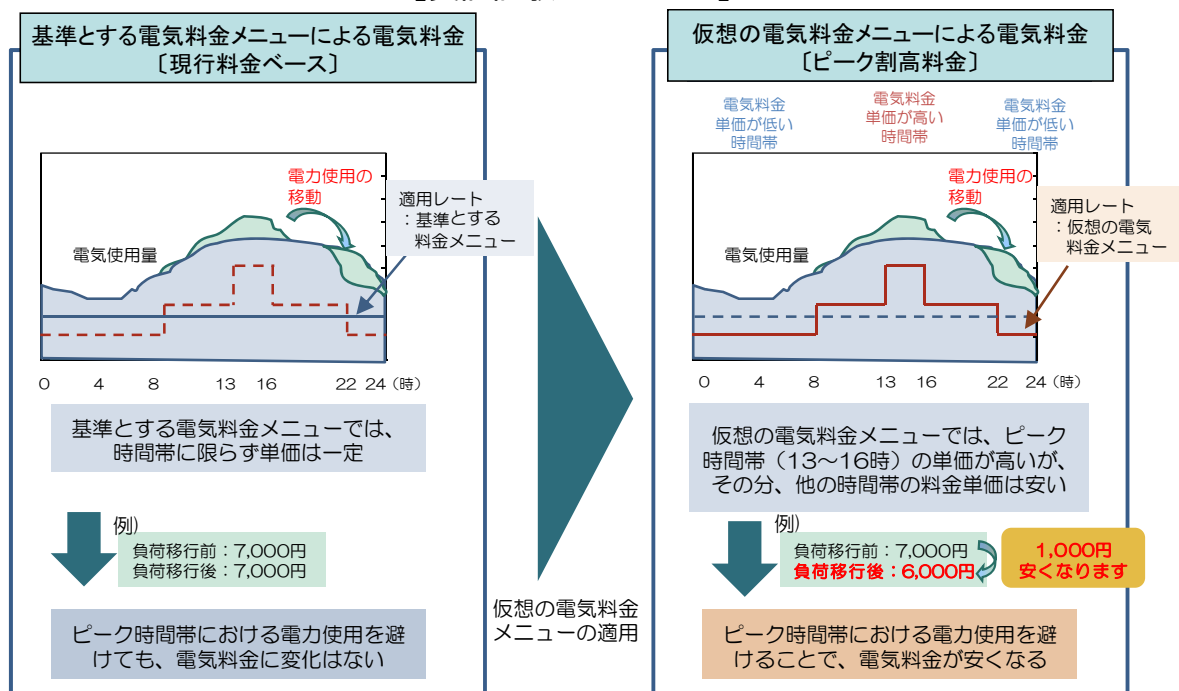 基準とする電気料金メニューによる電気料金
〔現行料金ベース〕
電力使用の
移動
適用レート
：基準とする
料金メニュー
電気使用量
0 4 8 13 16 22 24（時）
基準とする電気料金メニューでは、
時間帯に限らず単価は一定
例)
負荷移行前：7,000円
負荷移行後：7,000円
ピーク時間帯における電力使用を避
けても、電気料金に変化はない
仮想の電気料金
メニューの適用
仮想の電気料金メニューによる電気料金
〔ピーク割高料金〕
電気料金
単価が低い
時間帯
電気料金
単価が高い
時間帯
電気料金
単価が低い
時間帯
電力使用の
移動
適用レート
：仮想の電気
料金メニュー
電気使用量
0 4 8 13 16 22 24（時）
仮想の電気料金メニューでは、ピーク
時間帯（13～16時）の単価が高いが、
その分、他の時間帯の料金単価は安い
例)
負荷移行前：7,000円
負荷移行後：6,000円
1,000円
安くなります
ピーク時間帯における電力使用を避
けることで、電気料金が安くなる